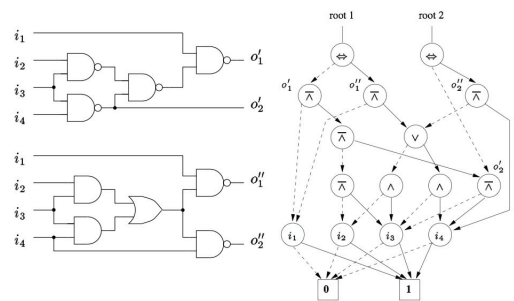 i₁
i₂
i₃
i₄
o′₁
o′₂
i₁
i₂
i₃
i₄
o″₁
o″₂
root 1 root 2
⇔ ⇔
o′₁ ⊼ o″₁ ⊼ o″₂ ⊼
⊼ ∨
o′₂
⊼ ∧ ∧ ⊼
i₁ i₂ i₃ i₄
0 1